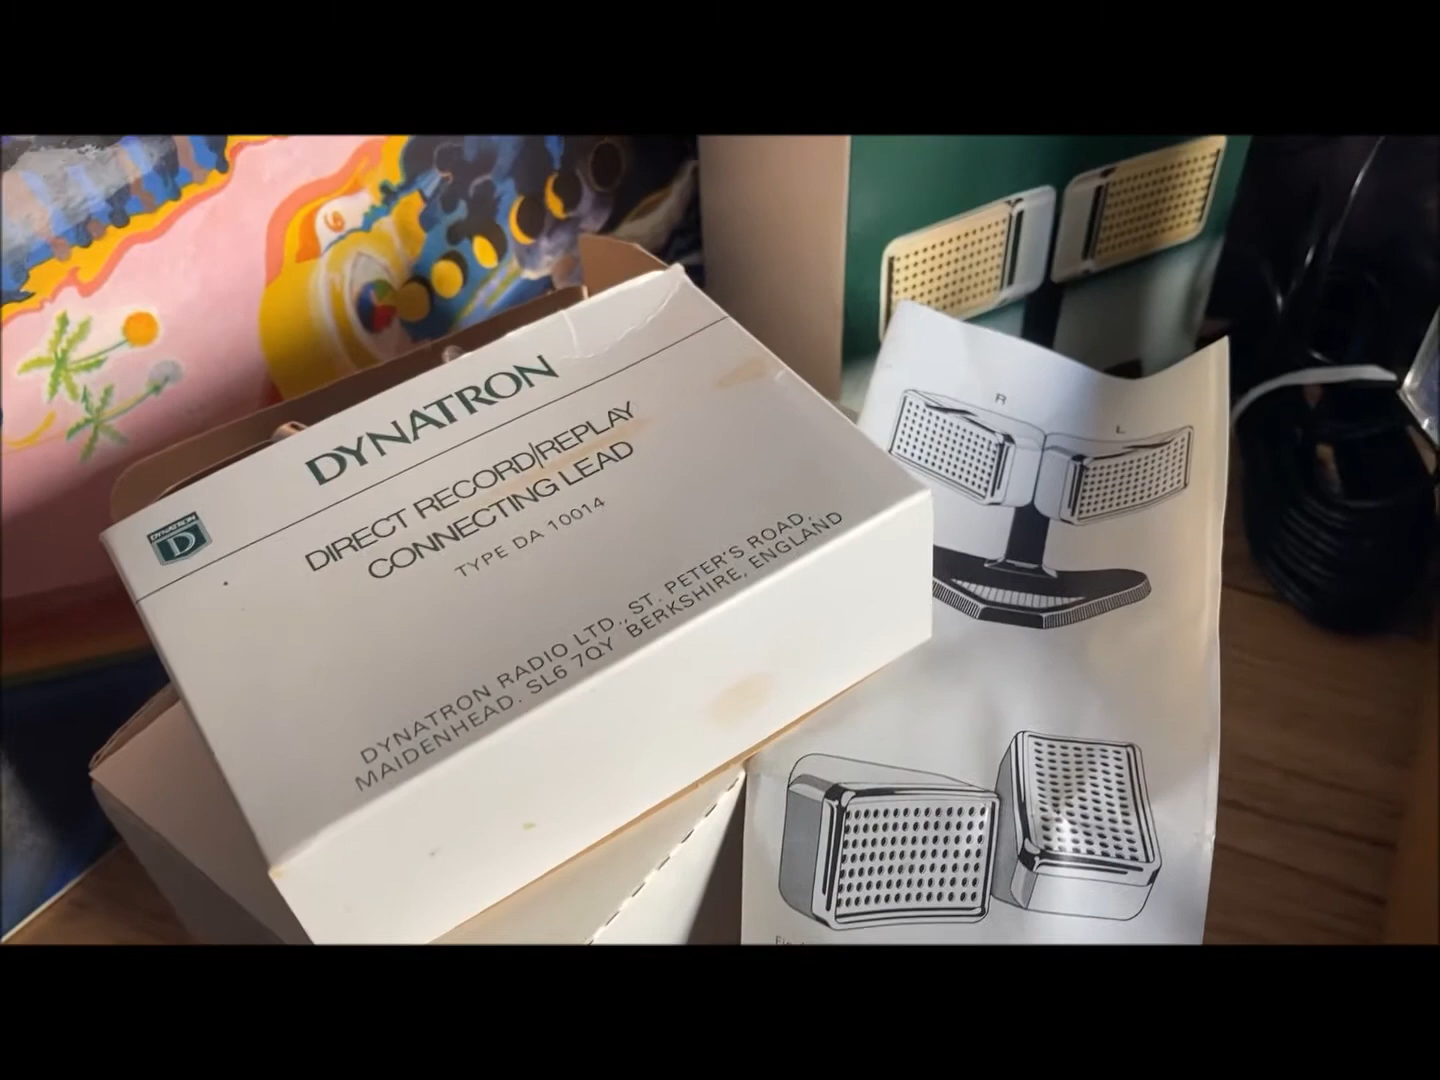 DYNATRON
DYNATRON
D
DIRECT RECORD/REPLAY
CONNECTING LEAD
TYPE DA 10014
DYNATRON RADIO LTD., ST. PETER'S ROAD,
MAIDENHEAD. SL6 7QY BERKSHIRE, ENGLAND
R
L